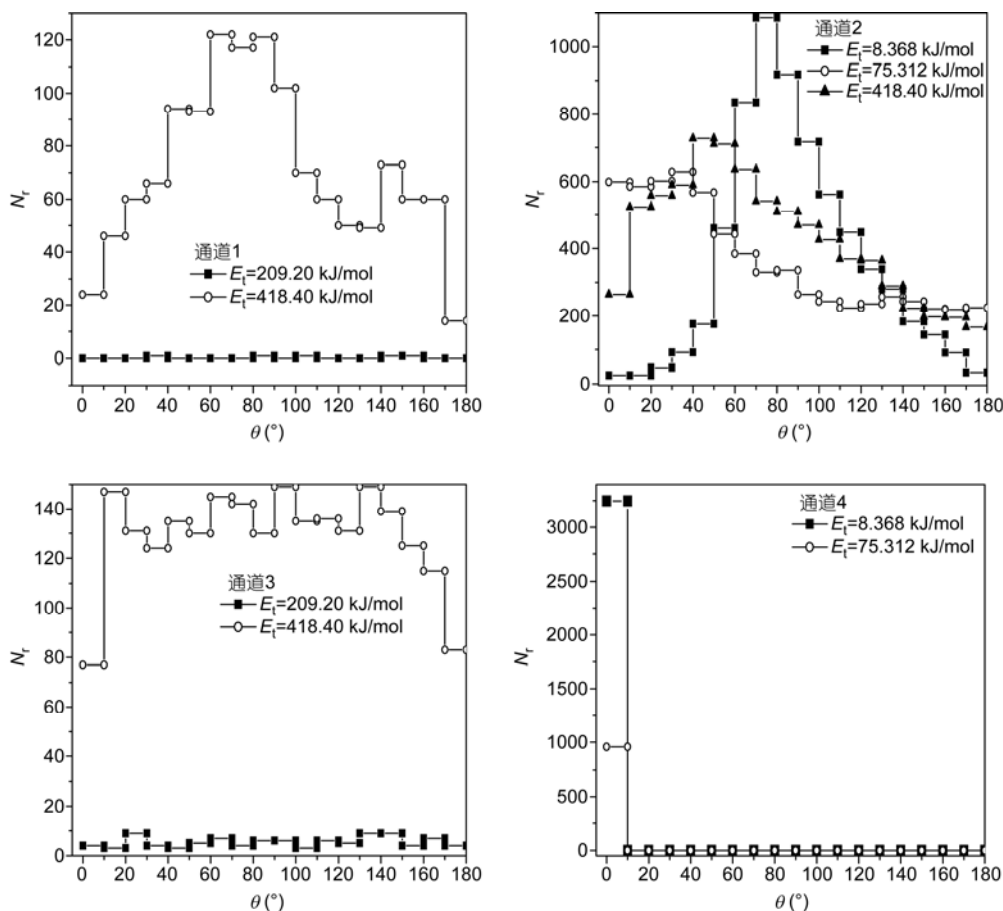 120
100
80
60
40
20
0
N_r
通道1
E_t=209.20 kJ/mol
E_t=418.40 kJ/mol
0 20 40 60 80 100 120 140 160 180
θ (°)
1000
800
600
400
200
0
N_r
通道2
E_t=8.368 kJ/mol
E_t=75.312 kJ/mol
E_t=418.40 kJ/mol
0 20 40 60 80 100 120 140 160 180
θ (°)
140
120
100
80
60
40
20
0
N_r
通道3
E_t=209.20 kJ/mol
E_t=418.40 kJ/mol
0 20 40 60 80 100 120 140 160 180
θ (°)
3000
2500
2000
1500
1000
500
0
N_r
通道4
E_t=8.368 kJ/mol
E_t=75.312 kJ/mol
0 20 40 60 80 100 120 140 160 180
θ (°)